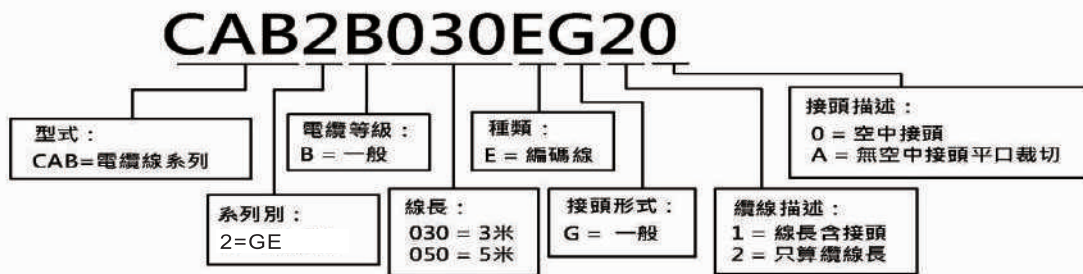 CAB2B030EG20
型式：
CAB=電纜線系列
電纜等級：
B = 一般
種類：
E = 編碼線
接頭描述：
0 = 空中接頭
A = 無空中接頭平口裁切
系列別：
2=GE
線長：
030 = 3米
050 = 5米
接頭形式：
G = 一般
纜線描述：
1 = 線長含接頭
2 = 只算纜線長